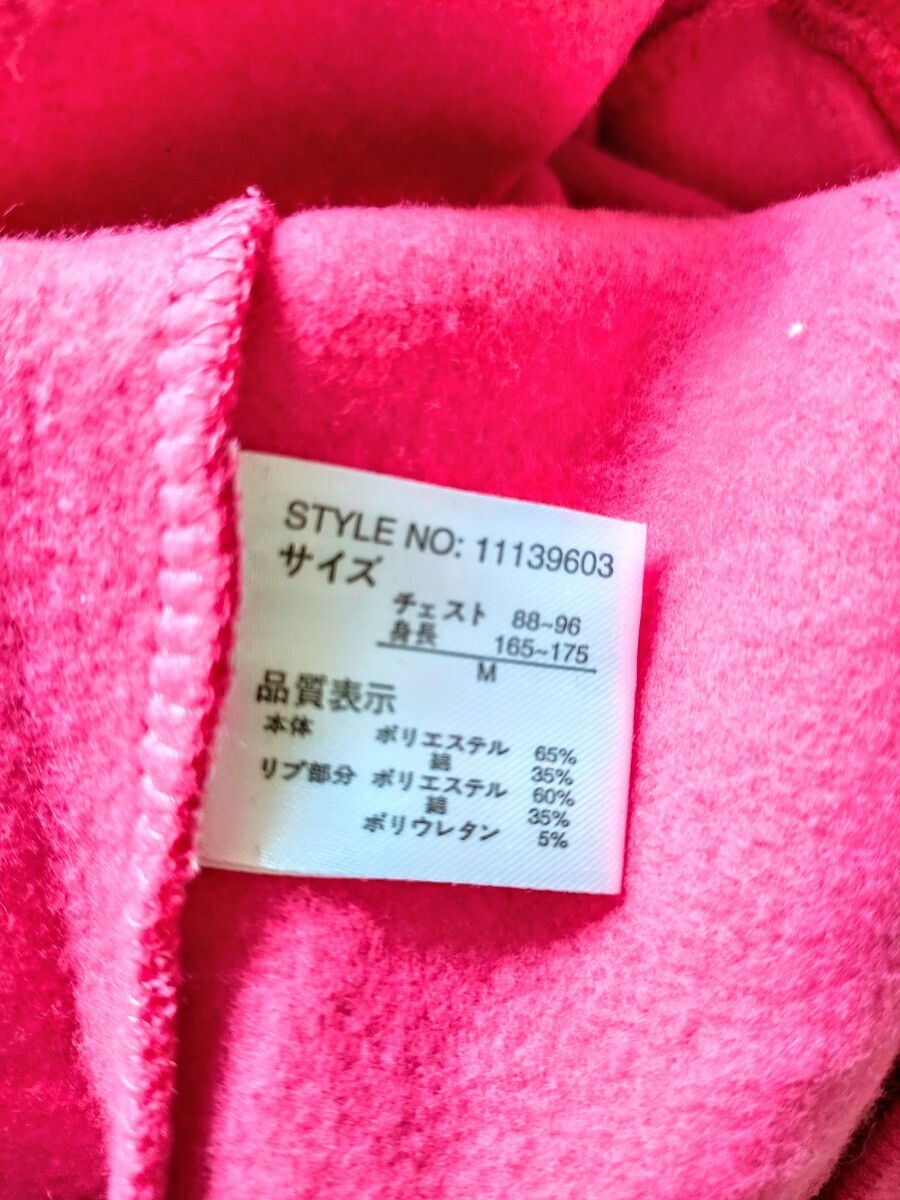 STYLE NO: 11139603
サイズ
チェスト 88~96
身長 165~175
M
品質表示
本体 ポリエステル 65%
綿 35%
リブ部分 ポリエステル 60%
綿 35%
ポリウレタン 5%